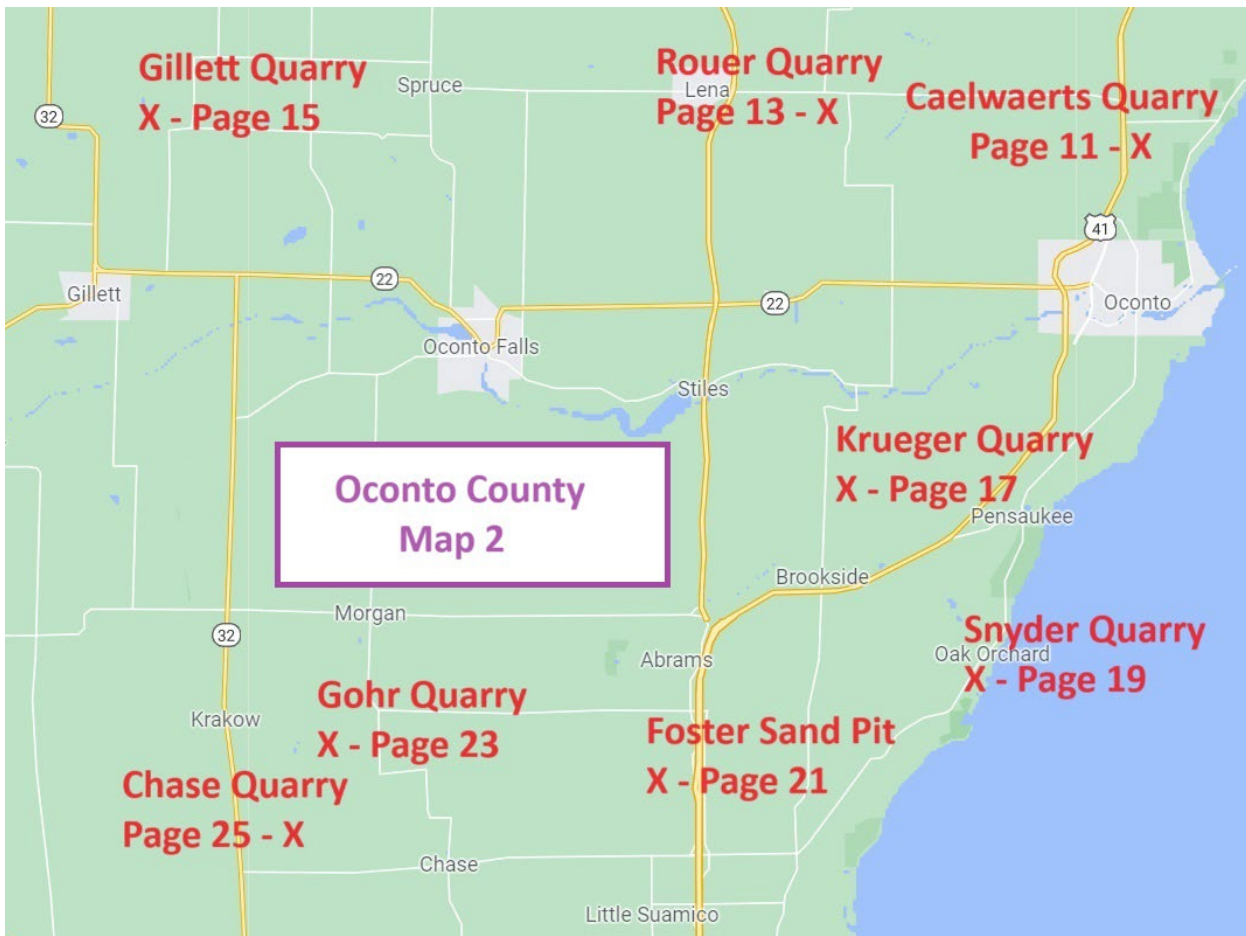 Gillett Quarry
X - Page 15
Spruce
32
Rouer Quarry
Lena
Page 13 - X
Caelwaerts Quarry
Page 11 - X
41
Gillett
22
22
Oconto
Oconto Falls
Stiles
Krueger Quarry
X - Page 17
Pensaukee
Oconto County
Map 2
Brookside
Morgan
32
Abrams
Snyder Quarry
Oak Orchard
X - Page 19
Krakow
Gohr Quarry
X - Page 23
Foster Sand Pit
X - Page 21
Chase Quarry
Page 25 - X
Chase
Little Suamico